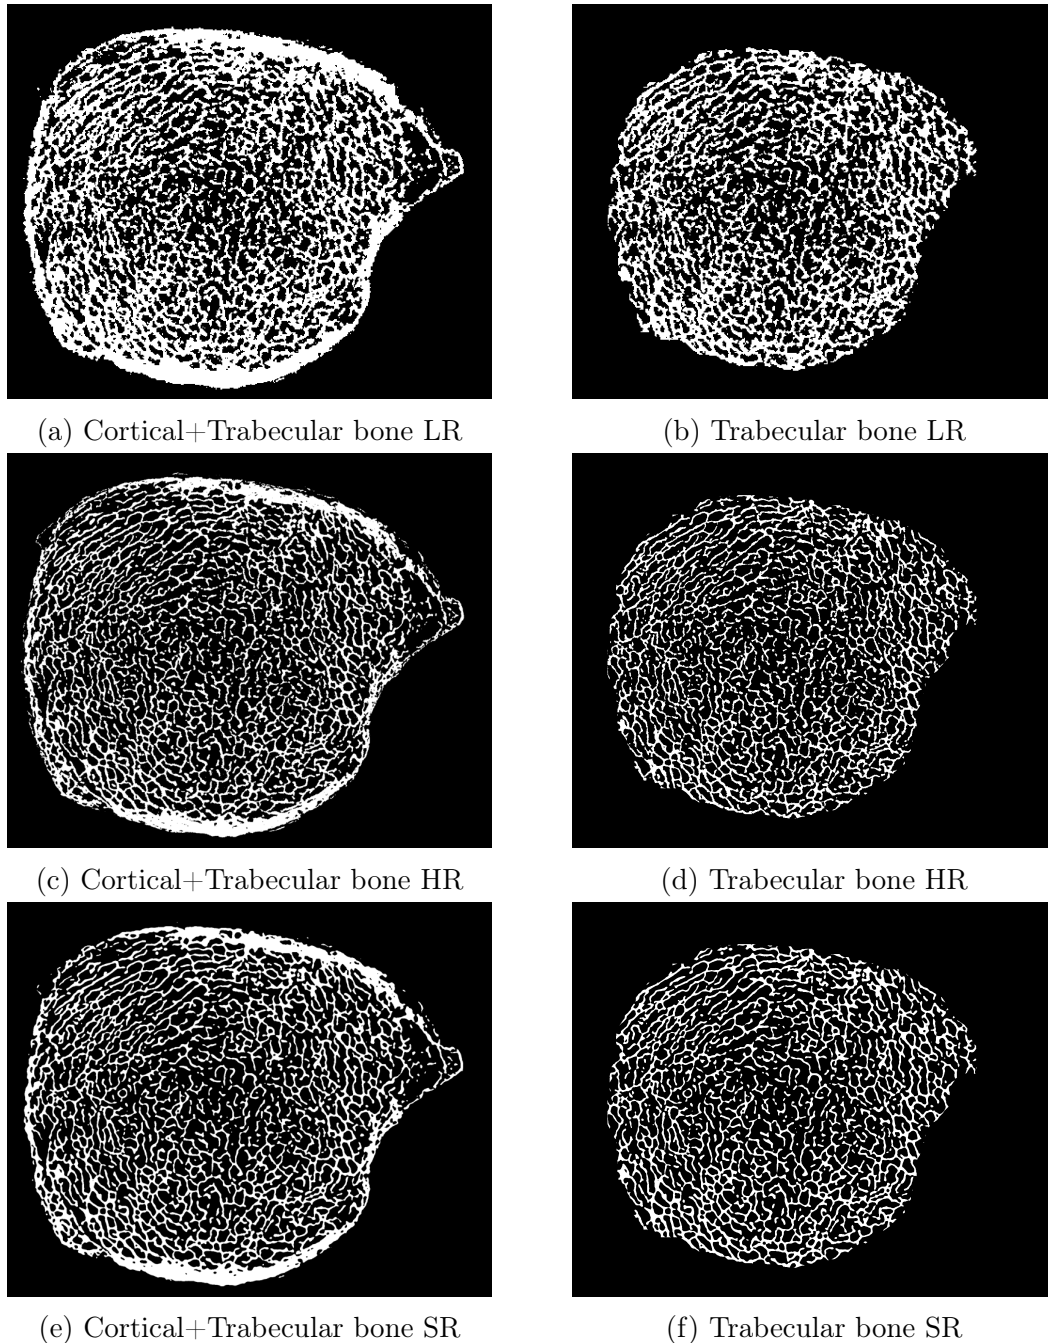 (a) Cortical+Trabecular bone LR
(b) Trabecular bone LR
(c) Cortical+Trabecular bone HR
(d) Trabecular bone HR
(e) Cortical+Trabecular bone SR
(f) Trabecular bone SR